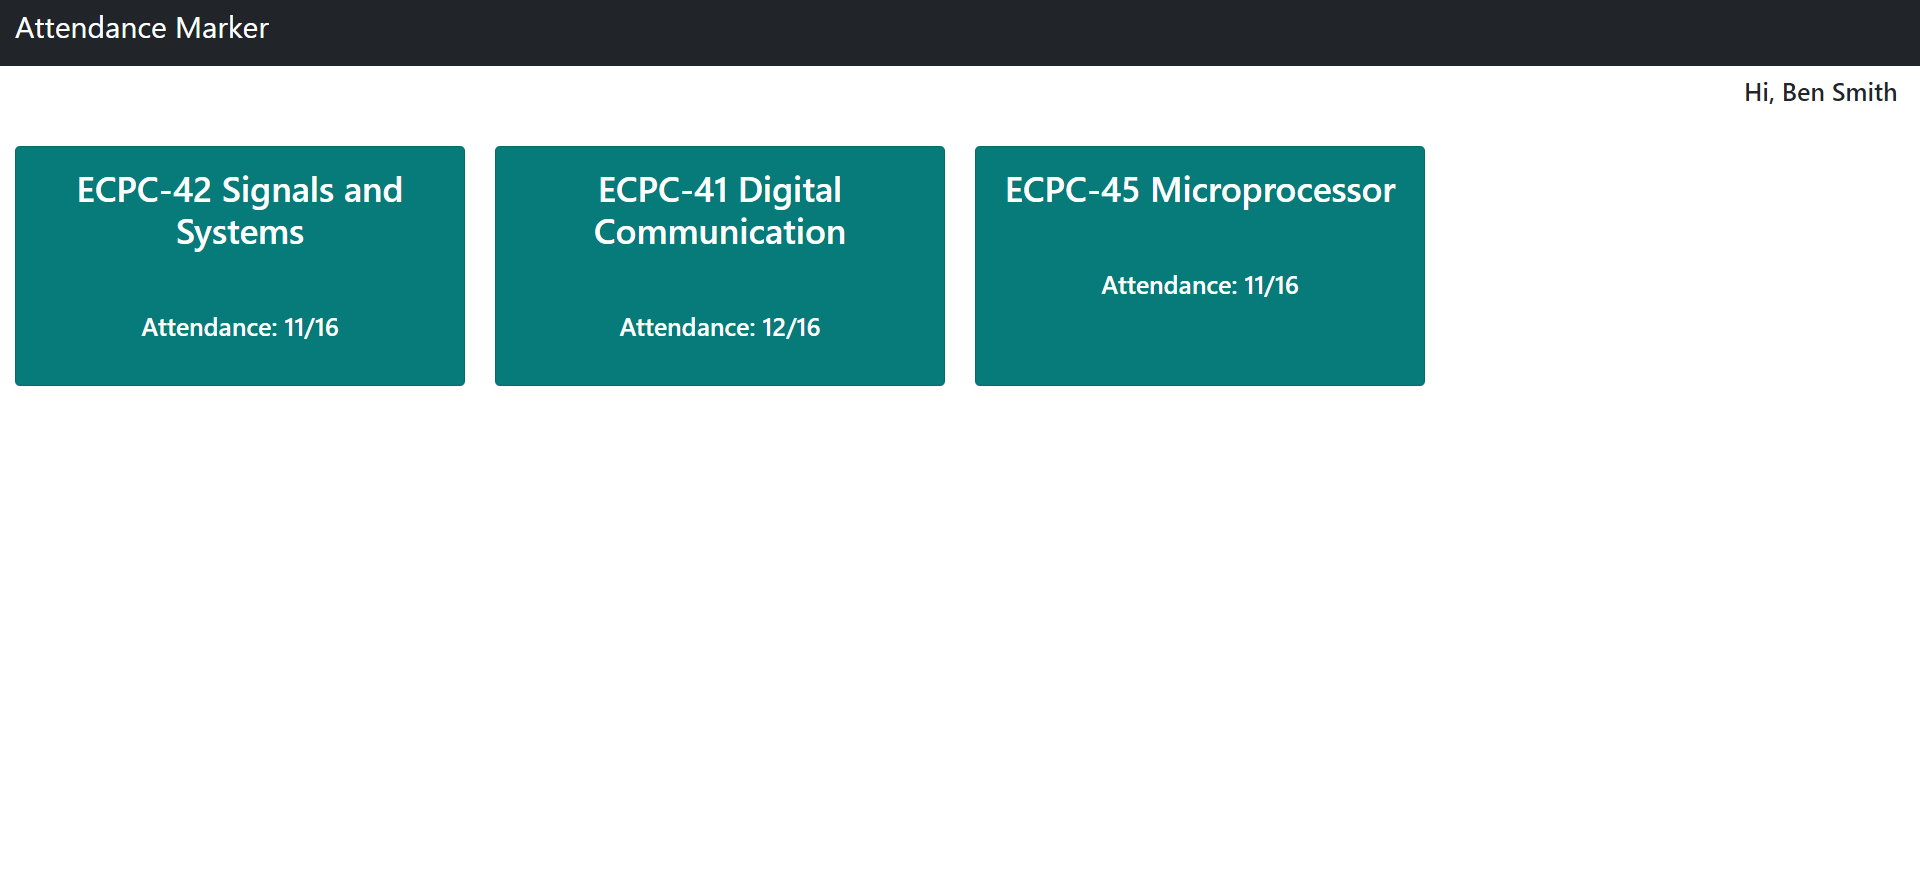 Attendance Marker
Hi, Ben Smith
ECPC-42 Signals and
Systems
Attendance: 11/16
ECPC-41 Digital
Communication
Attendance: 12/16
ECPC-45 Microprocessor
Attendance: 11/16